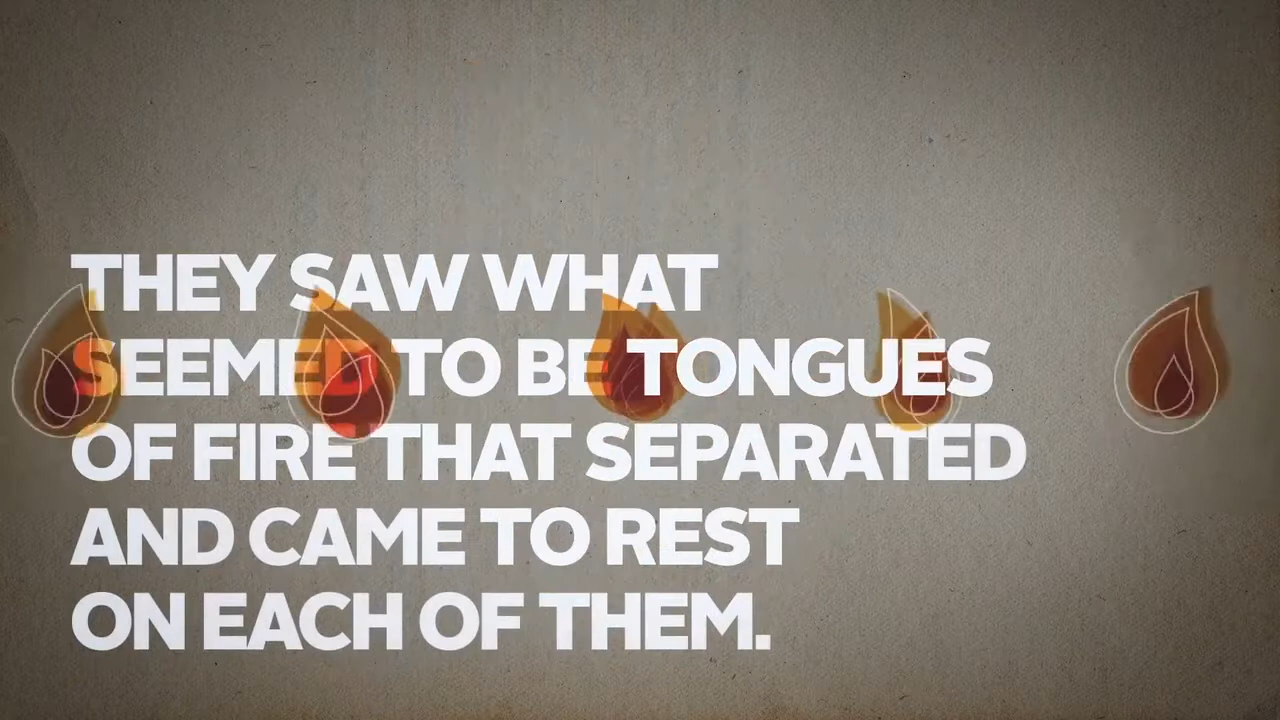 THEY SAW WHAT
SEEMED TO BE TONGUES
OF FIRE THAT SEPARATED
AND CAME TO REST
ON EACH OF THEM.